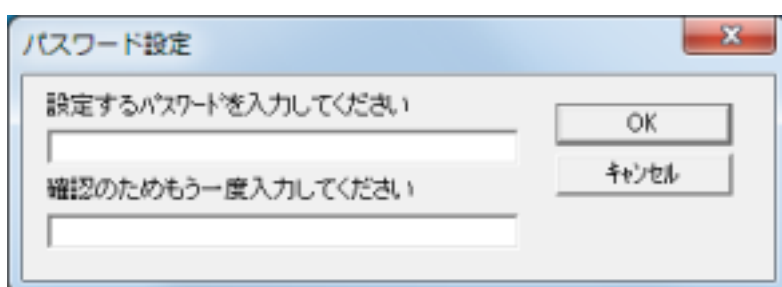 パスワード設定
設定するﾊﾟｽﾜｰﾄﾞを入力してください
OK
ｷｬﾝｾﾙ
確認のためもう一度入力してください